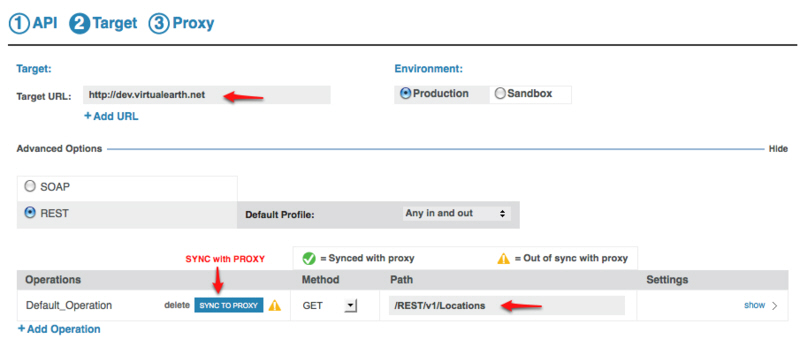 1 API 2 Target 3 Proxy
Target: Environment:
Target URL: http://dev.virtualearth.net Production Sandbox
+ Add URL
Advanced Options Hide
SOAP
REST Default Profile: Any in and out
SYNC with PROXY = Synced with proxy = Out of sync with proxy
Operations Method Path Settings
Default_Operation delete SYNC TO PROXY GET /REST/v1/Locations show
+ Add Operation